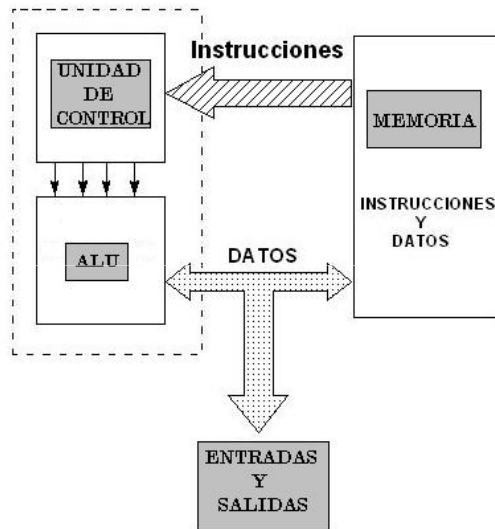 UNIDAD
DE
CONTROL
Instrucciones
MEMORIA
INSTRUCCIONES
Y
DATOS
ALU
DATOS
ENTRADAS
Y
SALIDAS